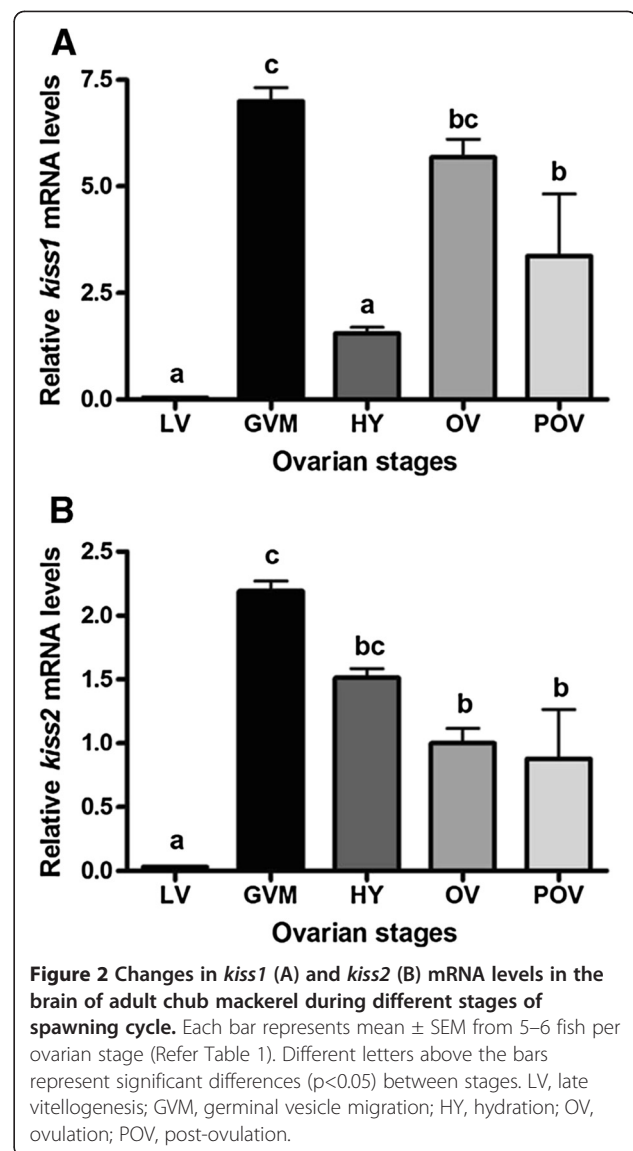 A
Relative kiss1 mRNA levels
7.5
5.0
2.5
0.0
a
c
a
bc
b
LV GVM HY OV POV
Ovarian stages
B
Relative kiss2 mRNA levels
2.5
2.0
1.5
1.0
0.5
0.0
a
c
bc
b
b
LV GVM HY OV POV
Ovarian stages
Figure 2 Changes in kiss1 (A) and kiss2 (B) mRNA levels in the
brain of adult chub mackerel during different stages of
spawning cycle. Each bar represents mean ± SEM from 5–6 fish per
ovarian stage (Refer Table 1). Different letters above the bars
represent significant differences (p<0.05) between stages. LV, late
vitellogenesis; GVM, germinal vesicle migration; HY, hydration; OV,
ovulation; POV, post-ovulation.